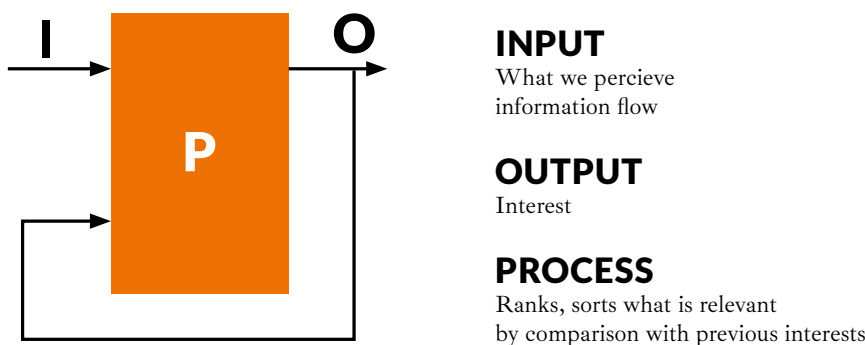 I
O
P
INPUT
What we percieve
information flow
OUTPUT
Interest
PROCESS
Ranks, sorts what is relevant
by comparison with previous interests